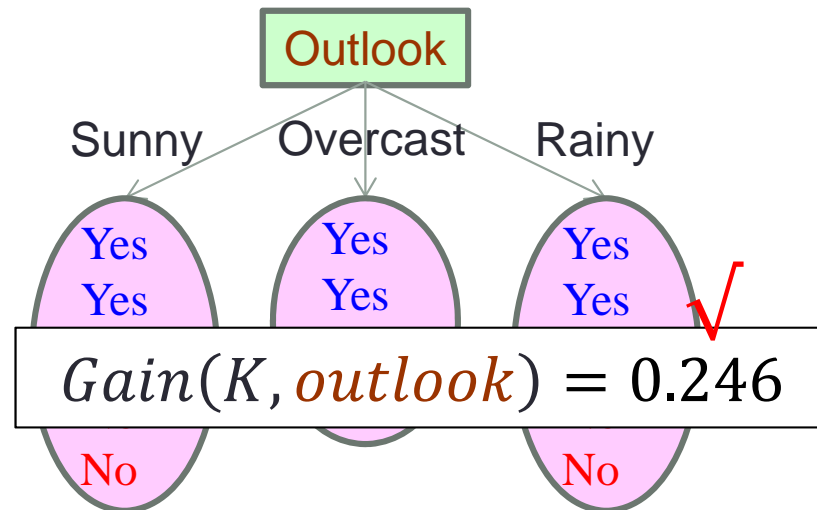 Outlook
Sunny Overcast Rainy
Yes Yes Yes
Yes Yes Yes
√
Gain(K, outlook) = 0.246
No No